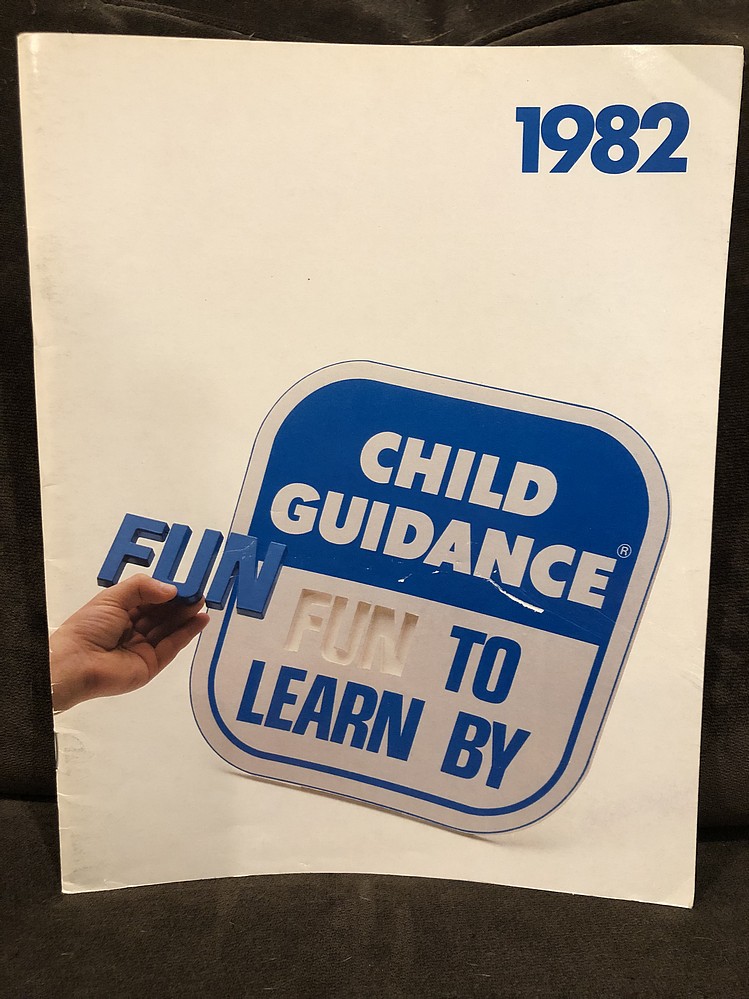 1982
CHILD
GUIDANCE®
FUN
FUN TO
LEARN BY